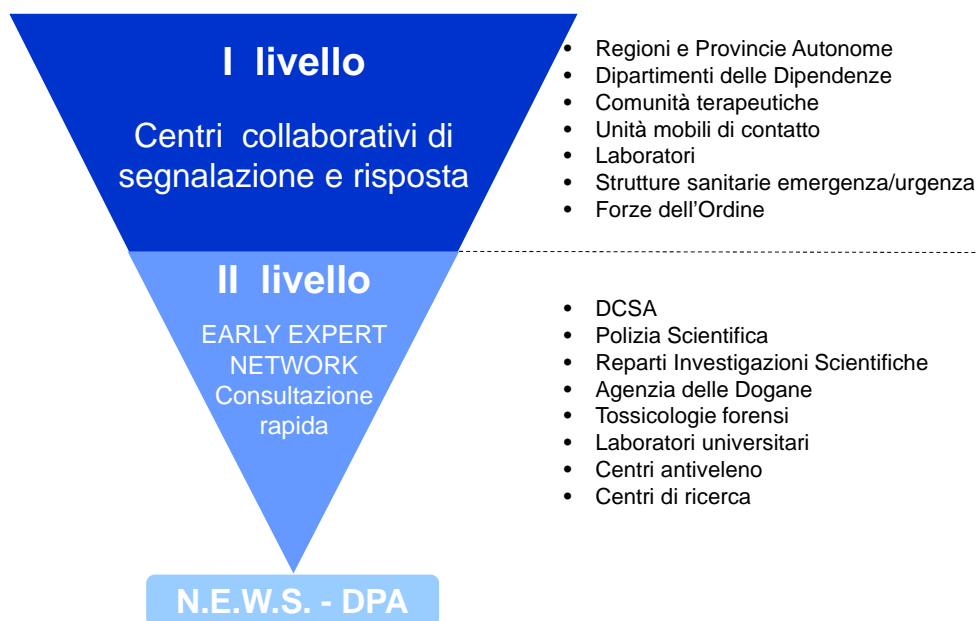 I livello
Centri collaborativi di
segnalazione e risposta
• Regioni e Provincie Autonome
• Dipartimenti delle Dipendenze
• Comunità terapeutiche
• Unità mobili di contatto
• Laboratori
• Strutture sanitarie emergenza/urgenza
• Forze dell'Ordine
II livello
EARLY EXPERT
NETWORK
Consultazione
rapida
• DCSA
• Polizia Scientifica
• Reparti Investigazioni Scientifiche
• Agenzia delle Dogane
• Tossicologie forensi
• Laboratori universitari
• Centri antiveleno
• Centri di ricerca
N.E.W.S. - DPA